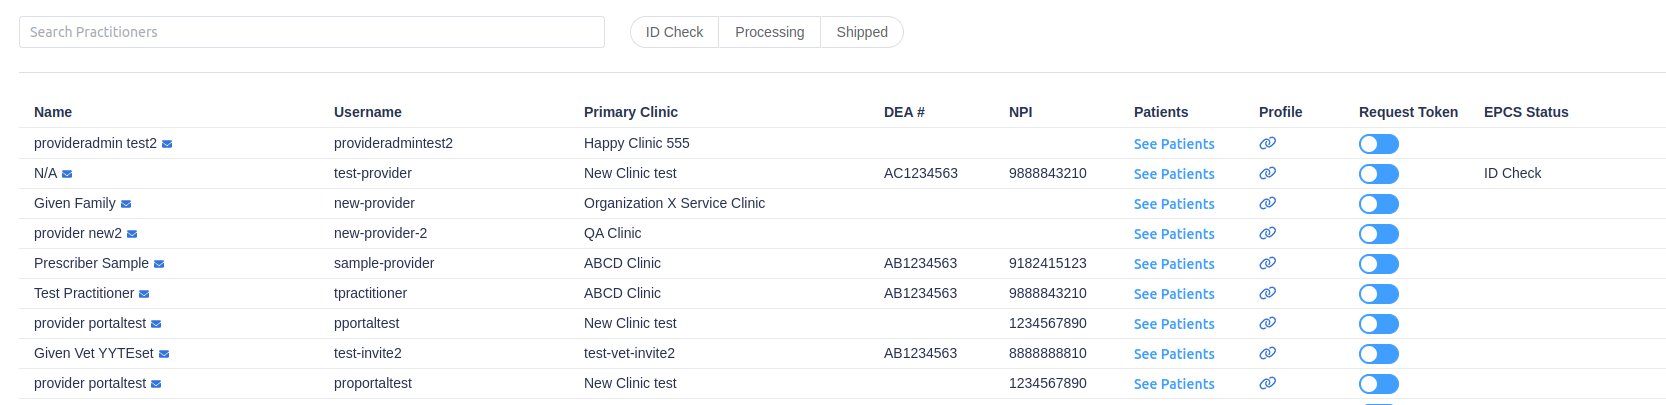 Search Practitioners ID Check Processing Shipped
Name Username Primary Clinic DEA # NPI Patients Profile Request Token EPCS Status
provideradmin test2 provideradmintest2 Happy Clinic 555 See Patients
N/A test-provider New Clinic test AC1234563 9888843210 See Patients ID Check
Given Family new-provider Organization X Service Clinic See Patients
provider new2 new-provider-2 QA Clinic See Patients
Prescriber Sample sample-provider ABCD Clinic AB1234563 9182415123 See Patients
Test Practitioner tpractitioner ABCD Clinic AB1234563 9888843210 See Patients
provider portaltest pportaltest New Clinic test 1234567890 See Patients
Given Vet YYTEset test-invite2 test-vet-invite2 AB1234563 8888888810 See Patients
provider portaltest proportaltest New Clinic test 1234567890 See Patients